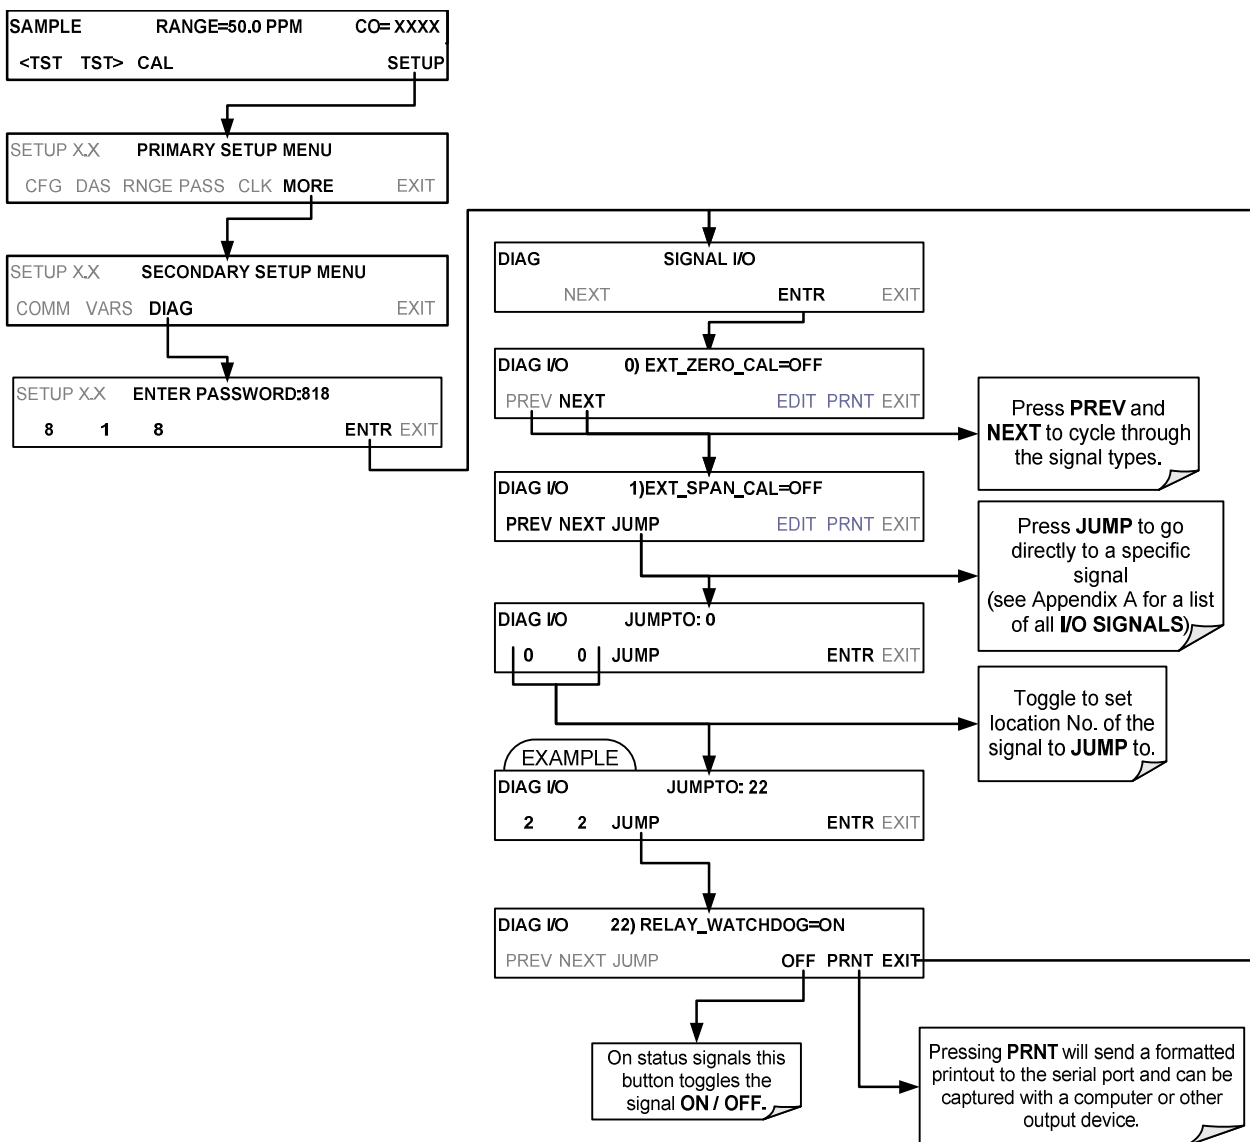 SAMPLE RANGE=50.0 PPM CO= XXXX
<TST TST> CAL SETUP
SETUP X.X PRIMARY SETUP MENU
CFG DAS RNGE PASS CLK MORE EXIT
SETUP X.X SECONDARY SETUP MENU
COMM VARS DIAG EXIT
SETUP X.X ENTER PASSWORD:818
8 1 8 ENTR EXIT
DIAG SIGNAL I/O
NEXT ENTR EXIT
DIAG I/O 0) EXT_ZERO_CAL=OFF
PREV NEXT EDIT PRNT EXIT
Press PREV and
NEXT to cycle through
the signal types.
DIAG I/O 1)EXT_SPAN_CAL=OFF
PREV NEXT JUMP EDIT PRNT EXIT
Press JUMP to go
directly to a specific
signal
(see Appendix A for a list
of all I/O SIGNALS)
DIAG I/O JUMPTO: 0
0 0 JUMP ENTR EXIT
Toggle to set
location No. of the
signal to JUMP to.
EXAMPLE
DIAG I/O JUMPTO: 22
2 2 JUMP ENTR EXIT
DIAG I/O 22) RELAY_WATCHDOG=ON
PREV NEXT JUMP OFF PRNT EXIT
On status signals this
button toggles the
signal ON / OFF.
Pressing PRNT will send a formatted
printout to the serial port and can be
captured with a computer or other
output device.